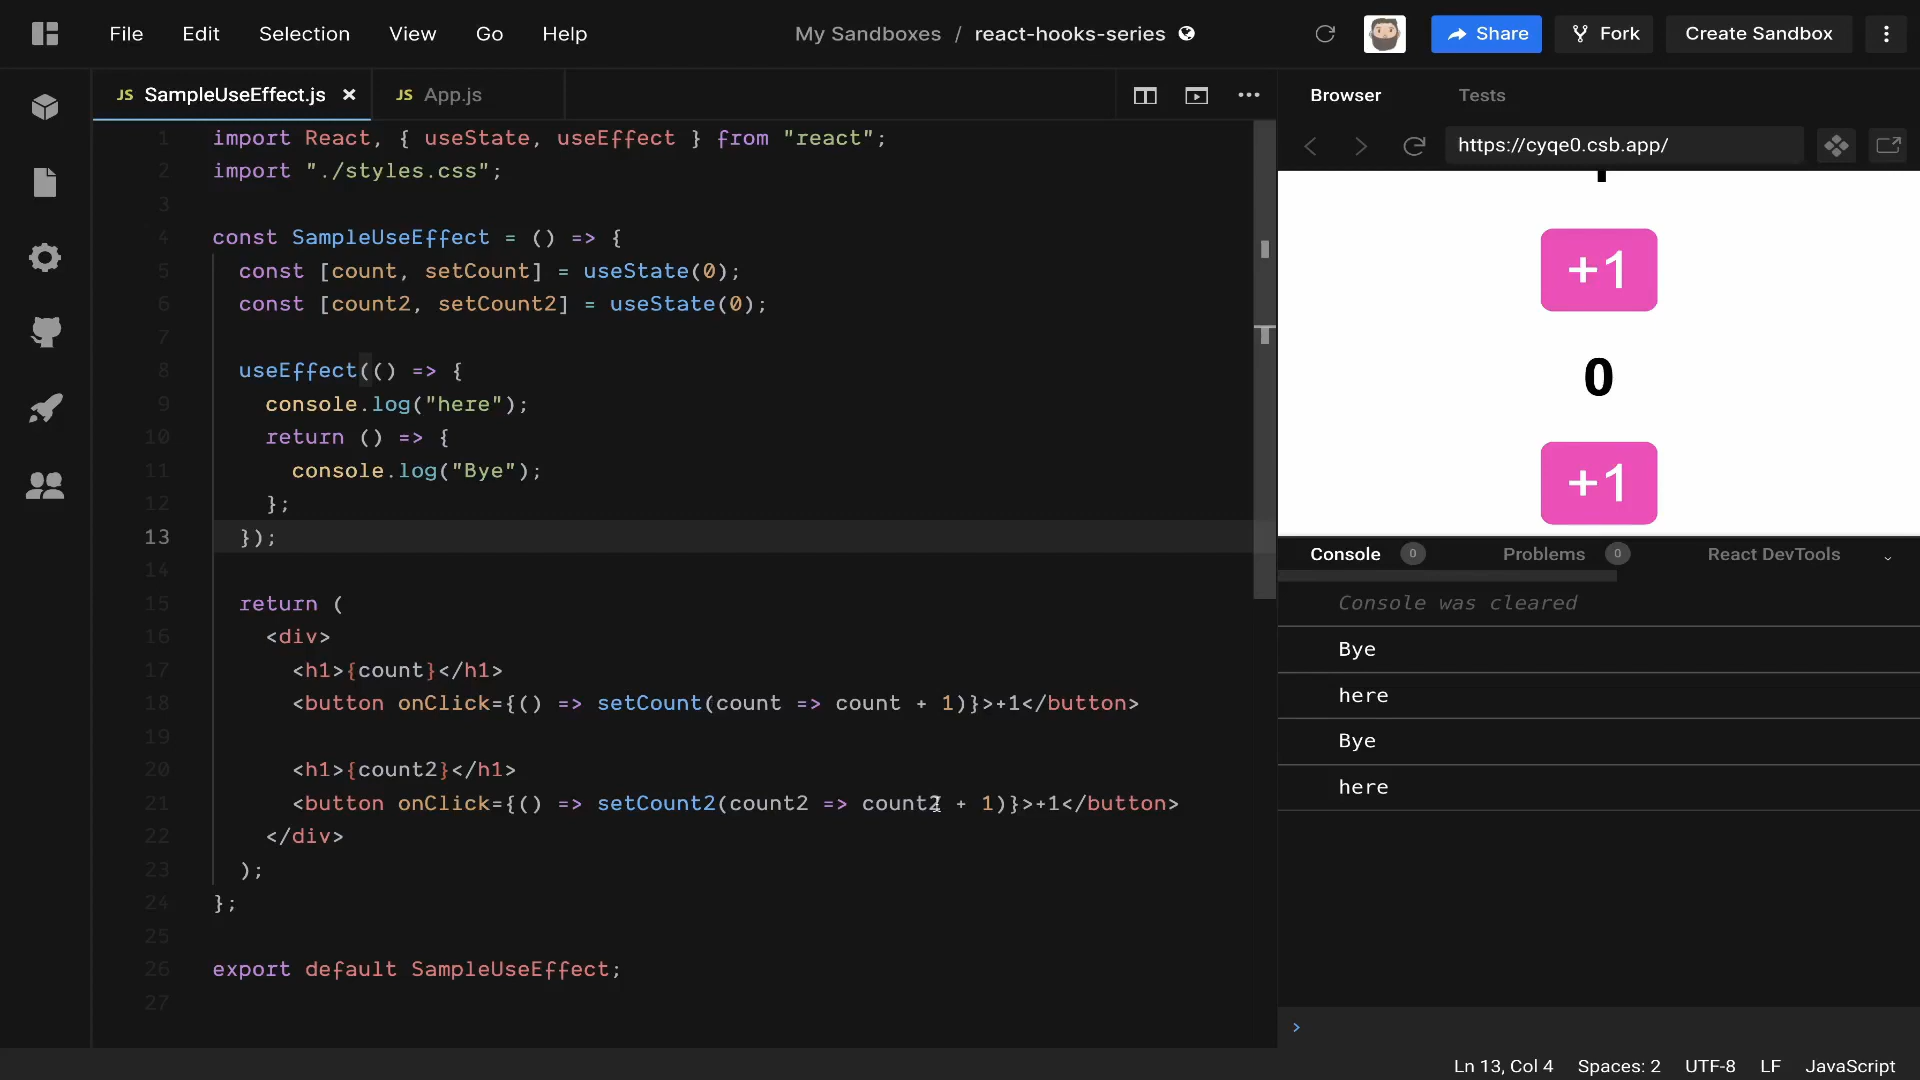 File Edit Selection View Go Help
My Sandboxes / react-hooks-series
Share
Fork
Create Sandbox
JS SampleUseEffect.js ×
JS App.js
1 import React, { useState, useEffect } from "react";
2 import "./styles.css";
3
4 const SampleUseEffect = () => {
5 const [count, setCount] = useState(0);
6 const [count2, setCount2] = useState(0);
7
8 useEffect(() => {
9 console.log("here");
10 return () => {
11 console.log("Bye");
12 };
13 });
14
15 return (
16 <div>
17 <h1>{count}</h1>
18 <button onClick={() => setCount(count => count + 1)}>+1</button>
19
20 <h1>{count2}</h1>
21 <button onClick={() => setCount2(count2 => count2 + 1)}>+1</button>
22 </div>
23 );
24 };
25
26 export default SampleUseEffect;
27
Browser Tests
https://cyqe0.csb.app/
+1
0
+1
Console 0 Problems 0 React DevTools
Console was cleared
Bye
here
Bye
here
>
Ln 13, Col 4 Spaces: 2 UTF-8 LF JavaScript